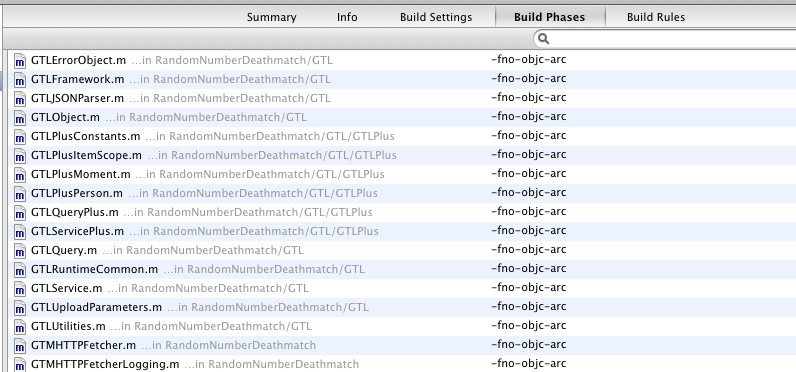 Summary Info Build Settings Build Phases Build Rules
m GTLErrorObject.m ...in RandomNumberDeathmatch/GTL -fno-objc-arc
m GTLFramework.m ...in RandomNumberDeathmatch/GTL -fno-objc-arc
m GTLJSONParser.m ...in RandomNumberDeathmatch/GTL -fno-objc-arc
m GTLObject.m ...in RandomNumberDeathmatch/GTL -fno-objc-arc
m GTLPlusConstants.m ...in RandomNumberDeathmatch/GTL/GTLPlus -fno-objc-arc
m GTLPlusItemScope.m ...in RandomNumberDeathmatch/GTL/GTLPlus -fno-objc-arc
m GTLPlusMoment.m ...in RandomNumberDeathmatch/GTL/GTLPlus -fno-objc-arc
m GTLPlusPerson.m ...in RandomNumberDeathmatch/GTL/GTLPlus -fno-objc-arc
m GTLQueryPlus.m ...in RandomNumberDeathmatch/GTL/GTLPlus -fno-objc-arc
m GTLServicePlus.m ...in RandomNumberDeathmatch/GTL/GTLPlus -fno-objc-arc
m GTLQuery.m ...in RandomNumberDeathmatch/GTL -fno-objc-arc
m GTLRuntimeCommon.m ...in RandomNumberDeathmatch/GTL -fno-objc-arc
m GTLService.m ...in RandomNumberDeathmatch/GTL -fno-objc-arc
m GTLUploadParameters.m ...in RandomNumberDeathmatch/GTL -fno-objc-arc
m GTLUtilities.m ...in RandomNumberDeathmatch/GTL -fno-objc-arc
m GTMHTTPFetcher.m ...in RandomNumberDeathmatch -fno-objc-arc
m GTMHTTPFetcherLogging.m ...in RandomNumberDeathmatch -fno-objc-arc